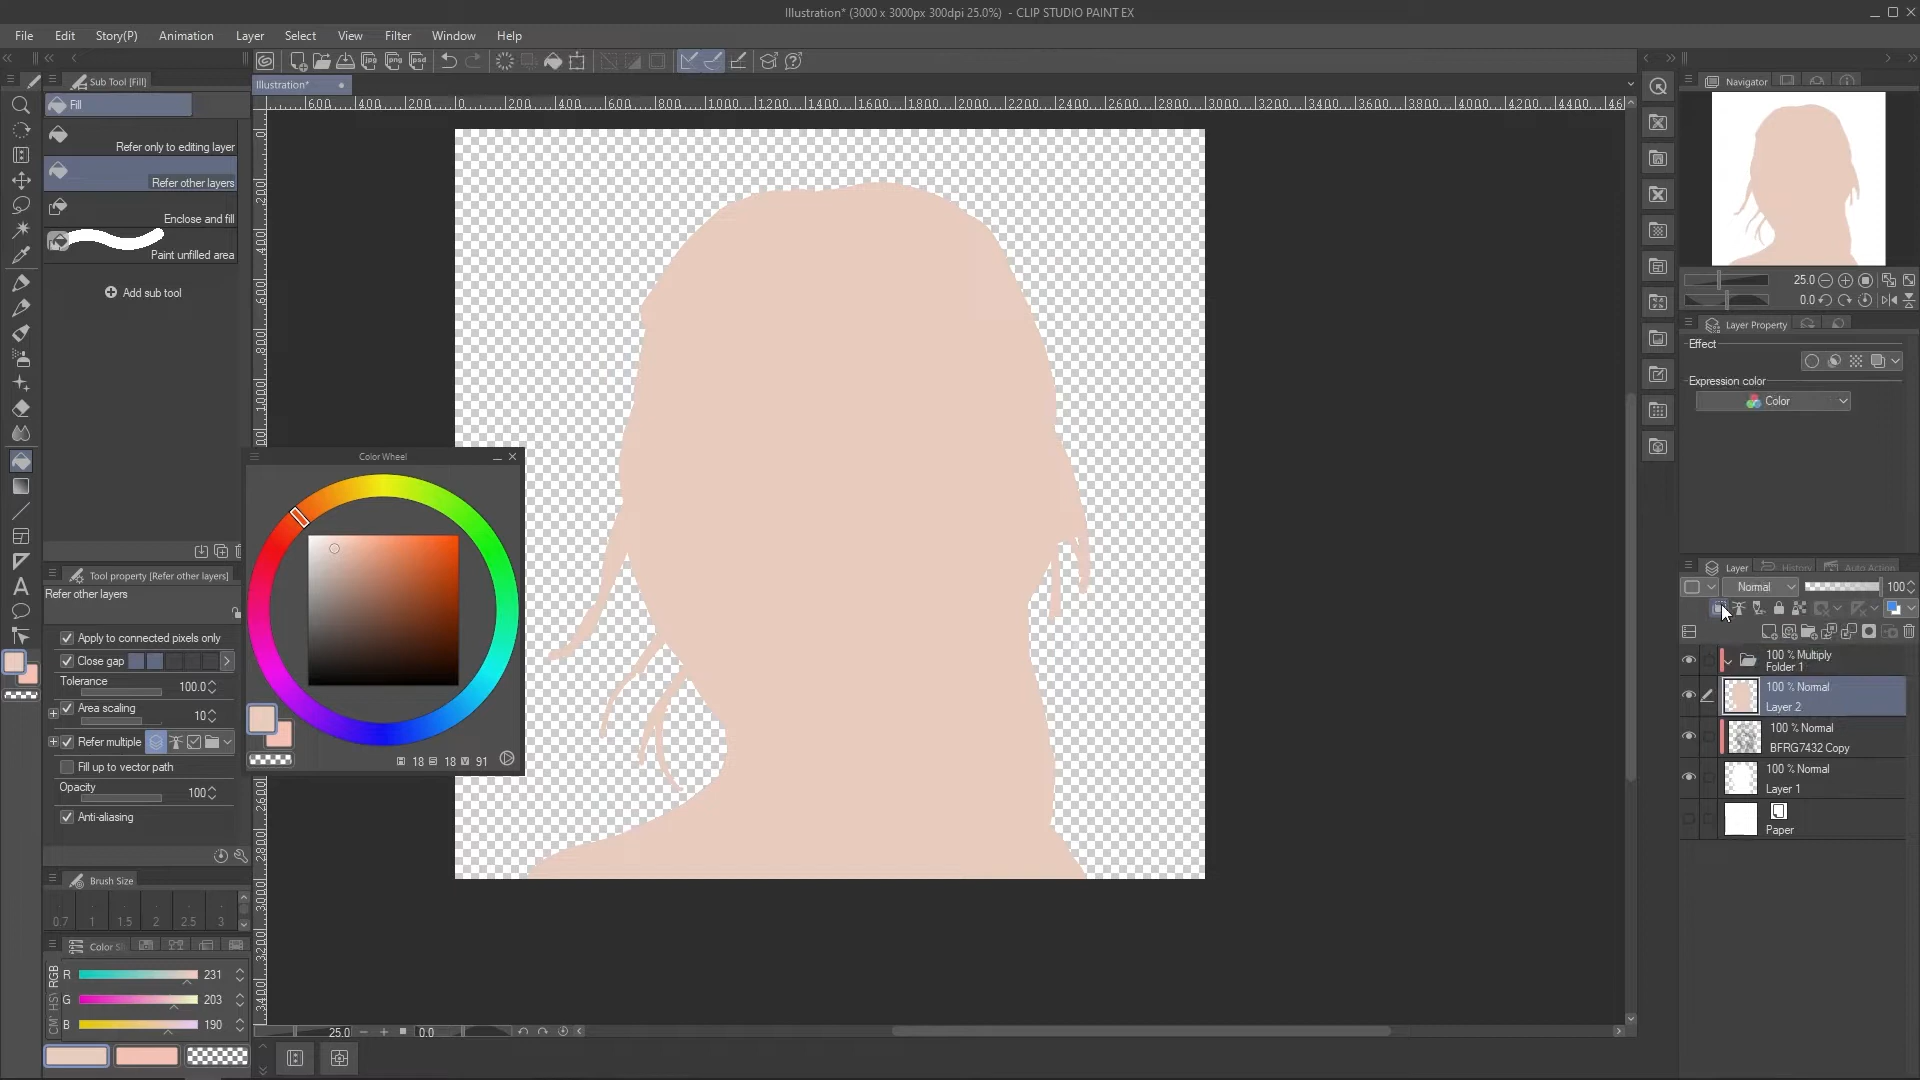 Illustration* (3000 x 3000px 300dpi 25.0%) - CLIP STUDIO PAINT EX
File Edit Story(P) Animation Layer Select View Filter Window Help
Sub Tool [Fill]
Illustration*
Fill
Refer only to editing layer
Refer other layers
Enclose and fill
Paint unfilled area
Add sub tool
Tool property [Refer other layers]
Refer other layers
Apply to connected pixels only
Close gap
Tolerance 100.0
Area scaling 10
Refer multiple
Fill up to vector path
Opacity 100
Anti-aliasing
Brush Size
0.7 1 1.5 2 2.5 3
Color Sl
RGB
R 231
G 203
B 190
Color Wheel
H 18 S 18 V 91
25.0 0.0
Navigator
25.0
0.0
Layer Property
Effect
Expression color
Color
Layer History Auto Action
Normal 100
100 % Multiply
Folder 1
100 % Normal
Layer 2
100 % Normal
BFRG7432 Copy
100 % Normal
Layer 1
Paper